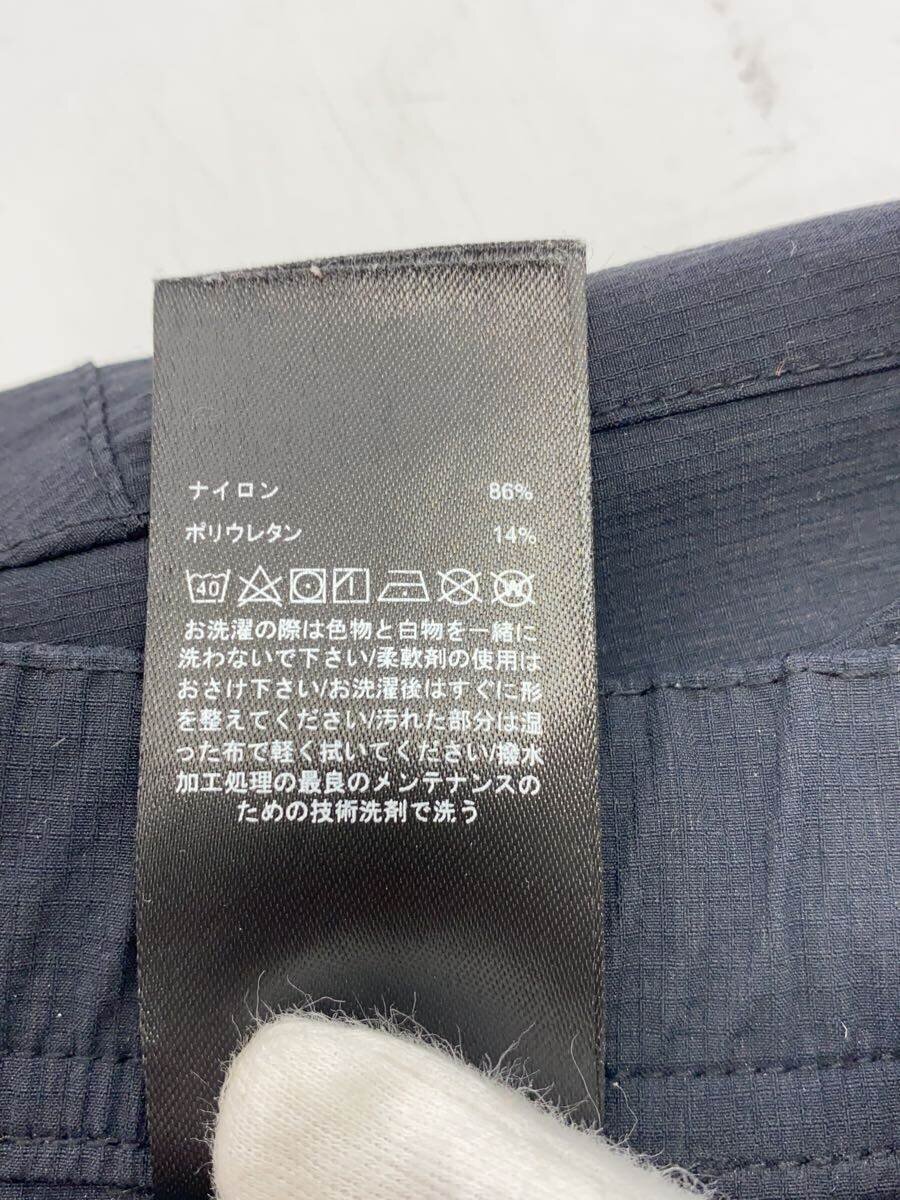 ナイロン 86%
ポリウレタン 14%
40 W
お洗濯の際は色物と白物を一緒に
洗わないで下さい/柔軟剤の使用は
おさけ下さい/お洗濯後はすぐに形
を整えてください/汚れた部分は湿
った布で軽く拭いてください/撥水
加工処理の最良のメンテナンスの
ための技術洗剤で洗う